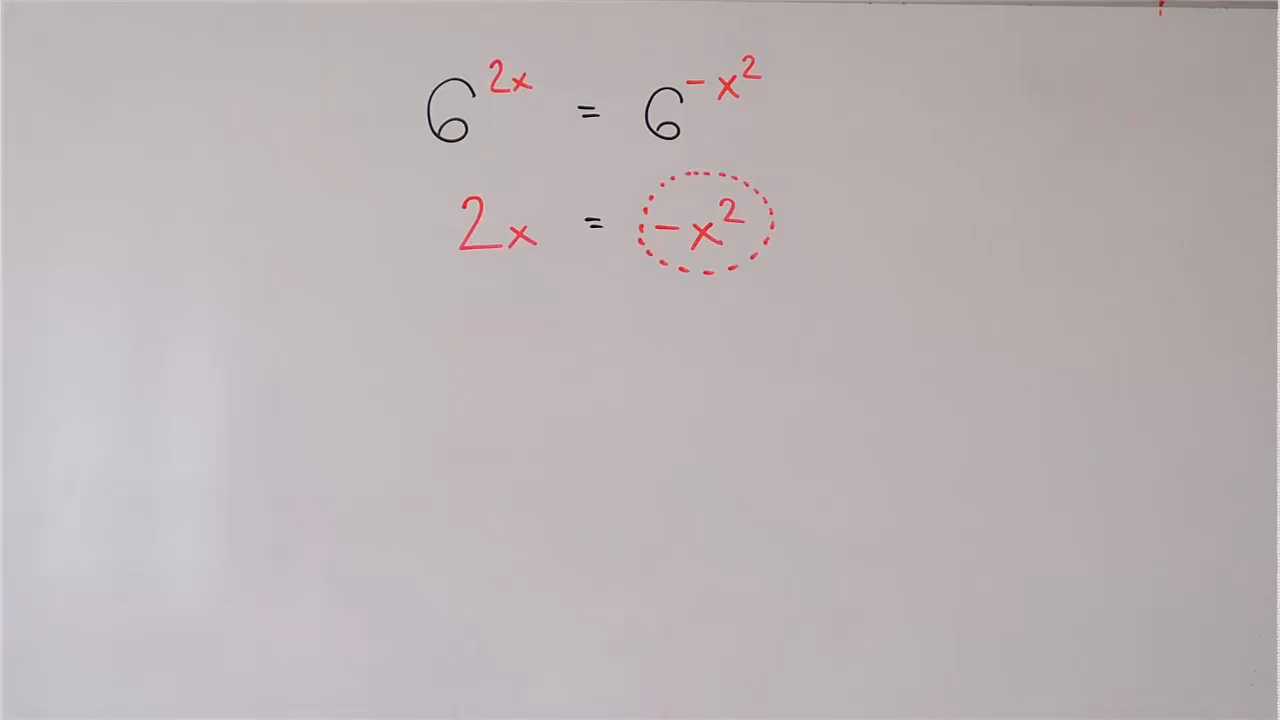 6^{2x} = 6^{-x^2}
2x = -x^2